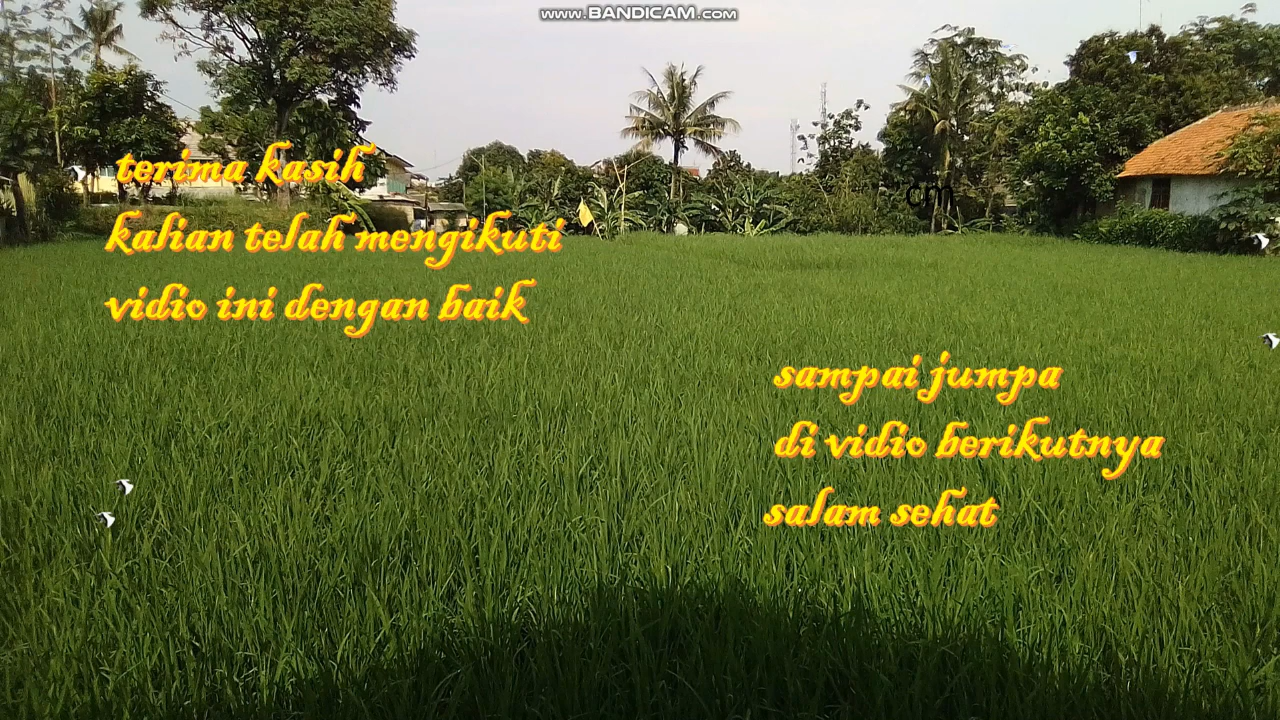 www.BANDICAM.com
terima kasih
kalian telah mengikuti
vidio ini dengan baik
cm
sampai jumpa
di vidio berikutnya
salam sehat